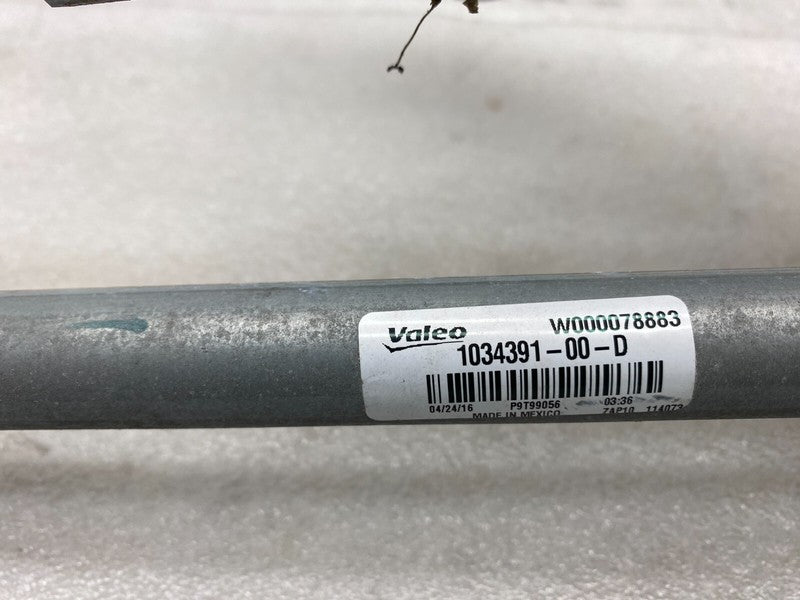 Valeo W000078883
1034391-00-D
04/24/16 P9T99056 03:36
MADE IN MEXICO ZAP10 114073